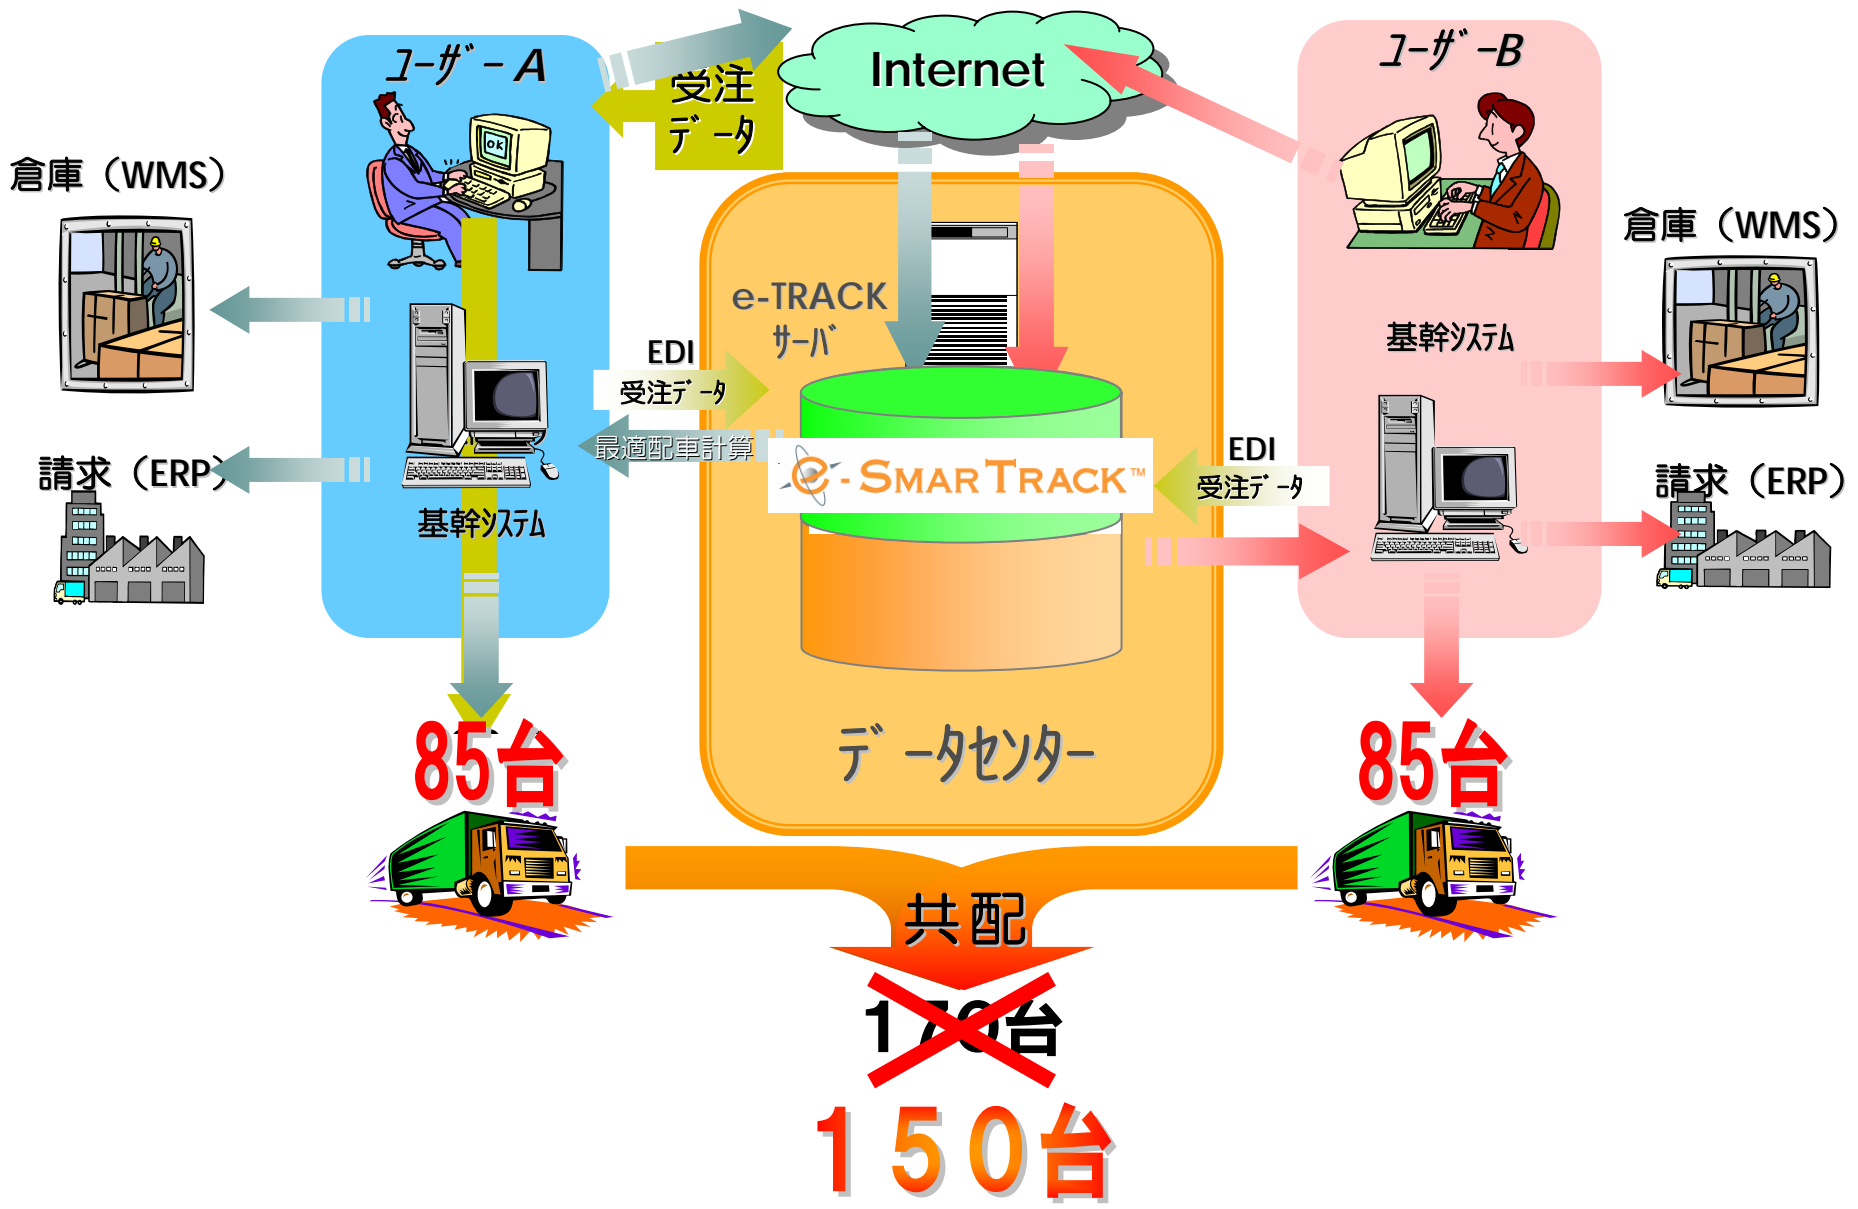 ﾕｰｻﾞｰA
受注
ﾃﾞｰﾀ
Internet
ﾕｰｻﾞｰB
倉庫（WMS）
倉庫（WMS）
e-TRACK
ｻｰﾊﾞ
基幹ｼｽﾃﾑ
EDI
受注ﾃﾞｰﾀ
最適配車計算
e-SMARTRACK™
EDI
受注ﾃﾞｰﾀ
請求（ERP）
請求（ERP）
基幹ｼｽﾃﾑ
OK
ﾃﾞｰﾀｾﾝﾀｰ
85台
85台
共配
１７０台
１５０台